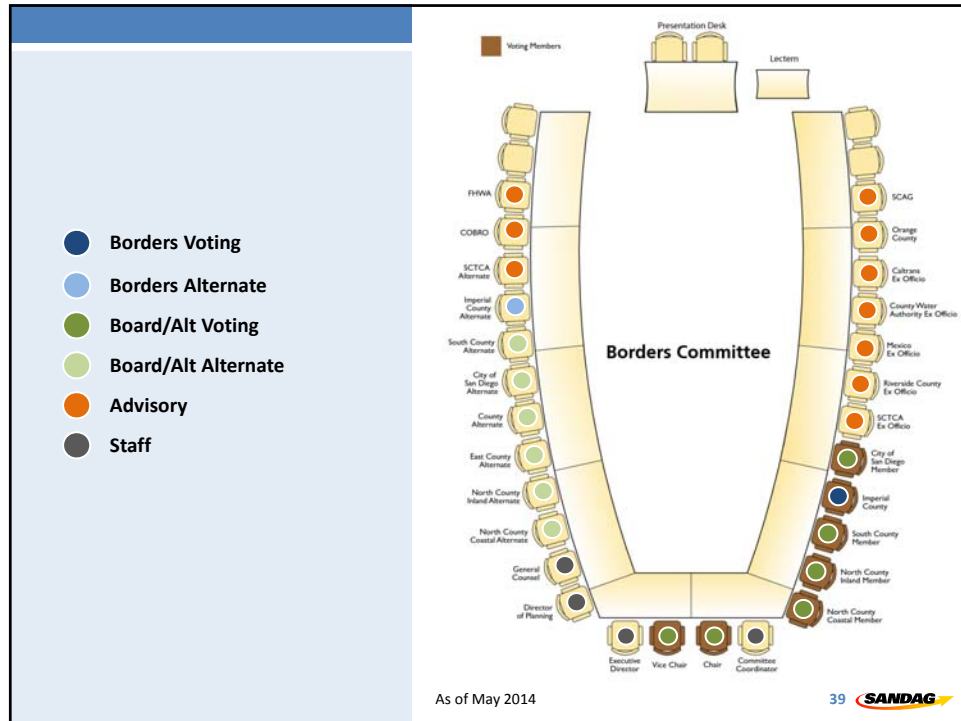 Borders Voting
Borders Alternate
Board/Alt Voting
Board/Alt Alternate
Advisory
Staff
Voting Members
Presentation Desk
Lectern
FHWA
COBRO
SCTCA
Alternate
Imperial
County
Alternate
South County
Alternate
City of
San Diego
Alternate
County
Alternate
East County
Alternate
North County
Inland Alternate
North County
Coastal Alternate
General
Counsel
Director
of Planning
Borders Committee
SCAG
Orange
County
Caltrans
Ex Officio
County Water
Authority Ex Officio
Mexico
Ex Officio
Riverside County
Ex Officio
SCTCA
Ex Officio
City of
San Diego
Member
Imperial
County
South County
Member
North County
Inland Member
North County
Coastal Member
Executive
Director
Vice Chair
Chair
Committee
Coordinator
As of May 2014
39 SANDAG